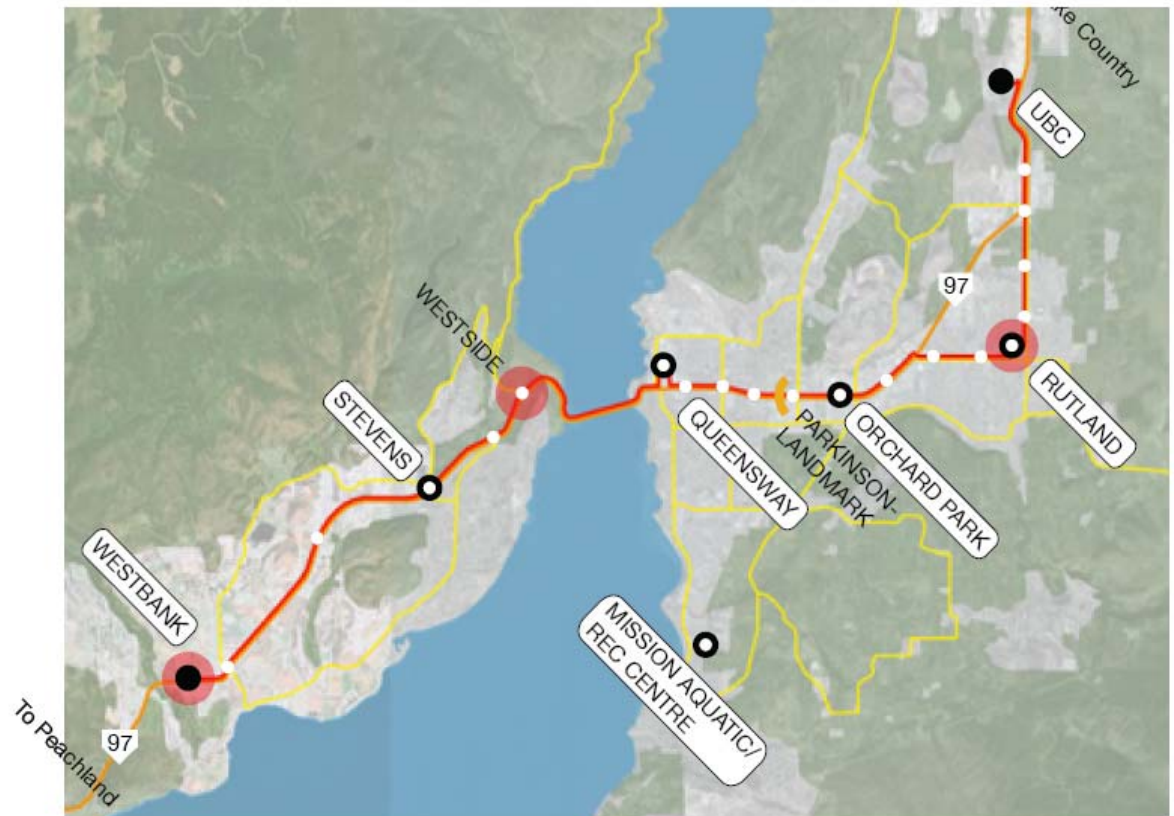 Country
UBC
97
WESTSIDE
RUTLAND
STEVENS
QUEENSWAY
PARKINSON-
LANDMARK
ORCHARD PARK
WESTBANK
MISSION AQUATIC/
REC CENTRE
To Peachland
97